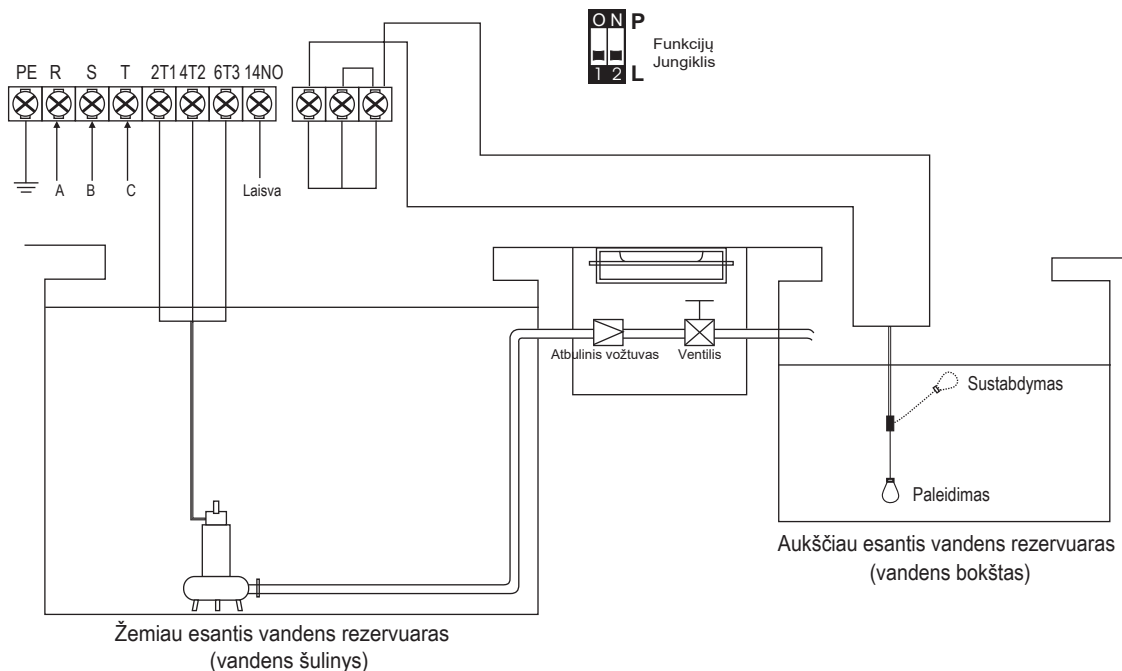 ON P
Funkcijų
Jungiklis
1 2 L
PE R S T 2T1 4T2 6T3 14NO
A B C Laisva
Atbulinis vožtuvas Ventilis
Sustabdymas
Paleidimas
Aukščiau esantis vandens rezervuaras
(vandens bokštas)
Žemiau esantis vandens rezervuaras
(vandens šulinys)